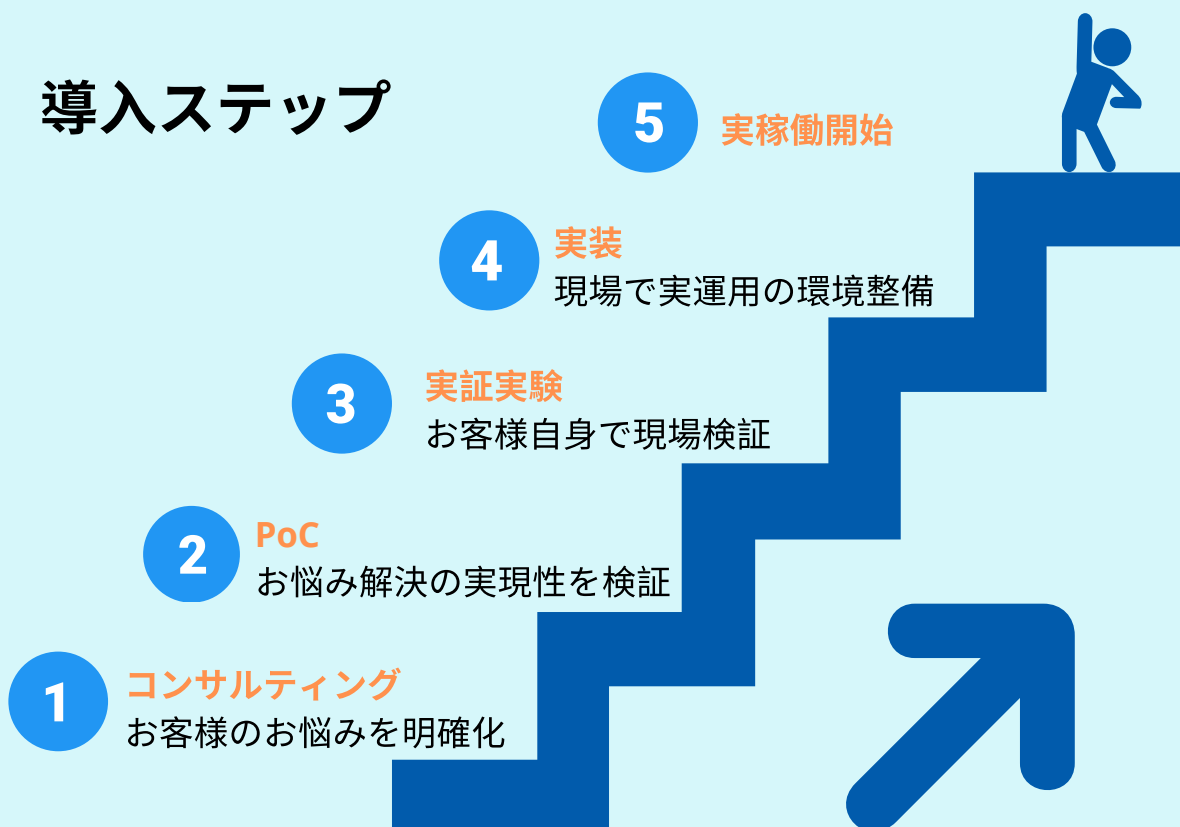 導入ステップ
5
実稼働開始
4
実装
現場で実運用の環境整備
3
実証実験
お客様自身で現場検証
2
PoC
お悩み解決の実現性を検証
1
コンサルティング
お客様のお悩みを明確化